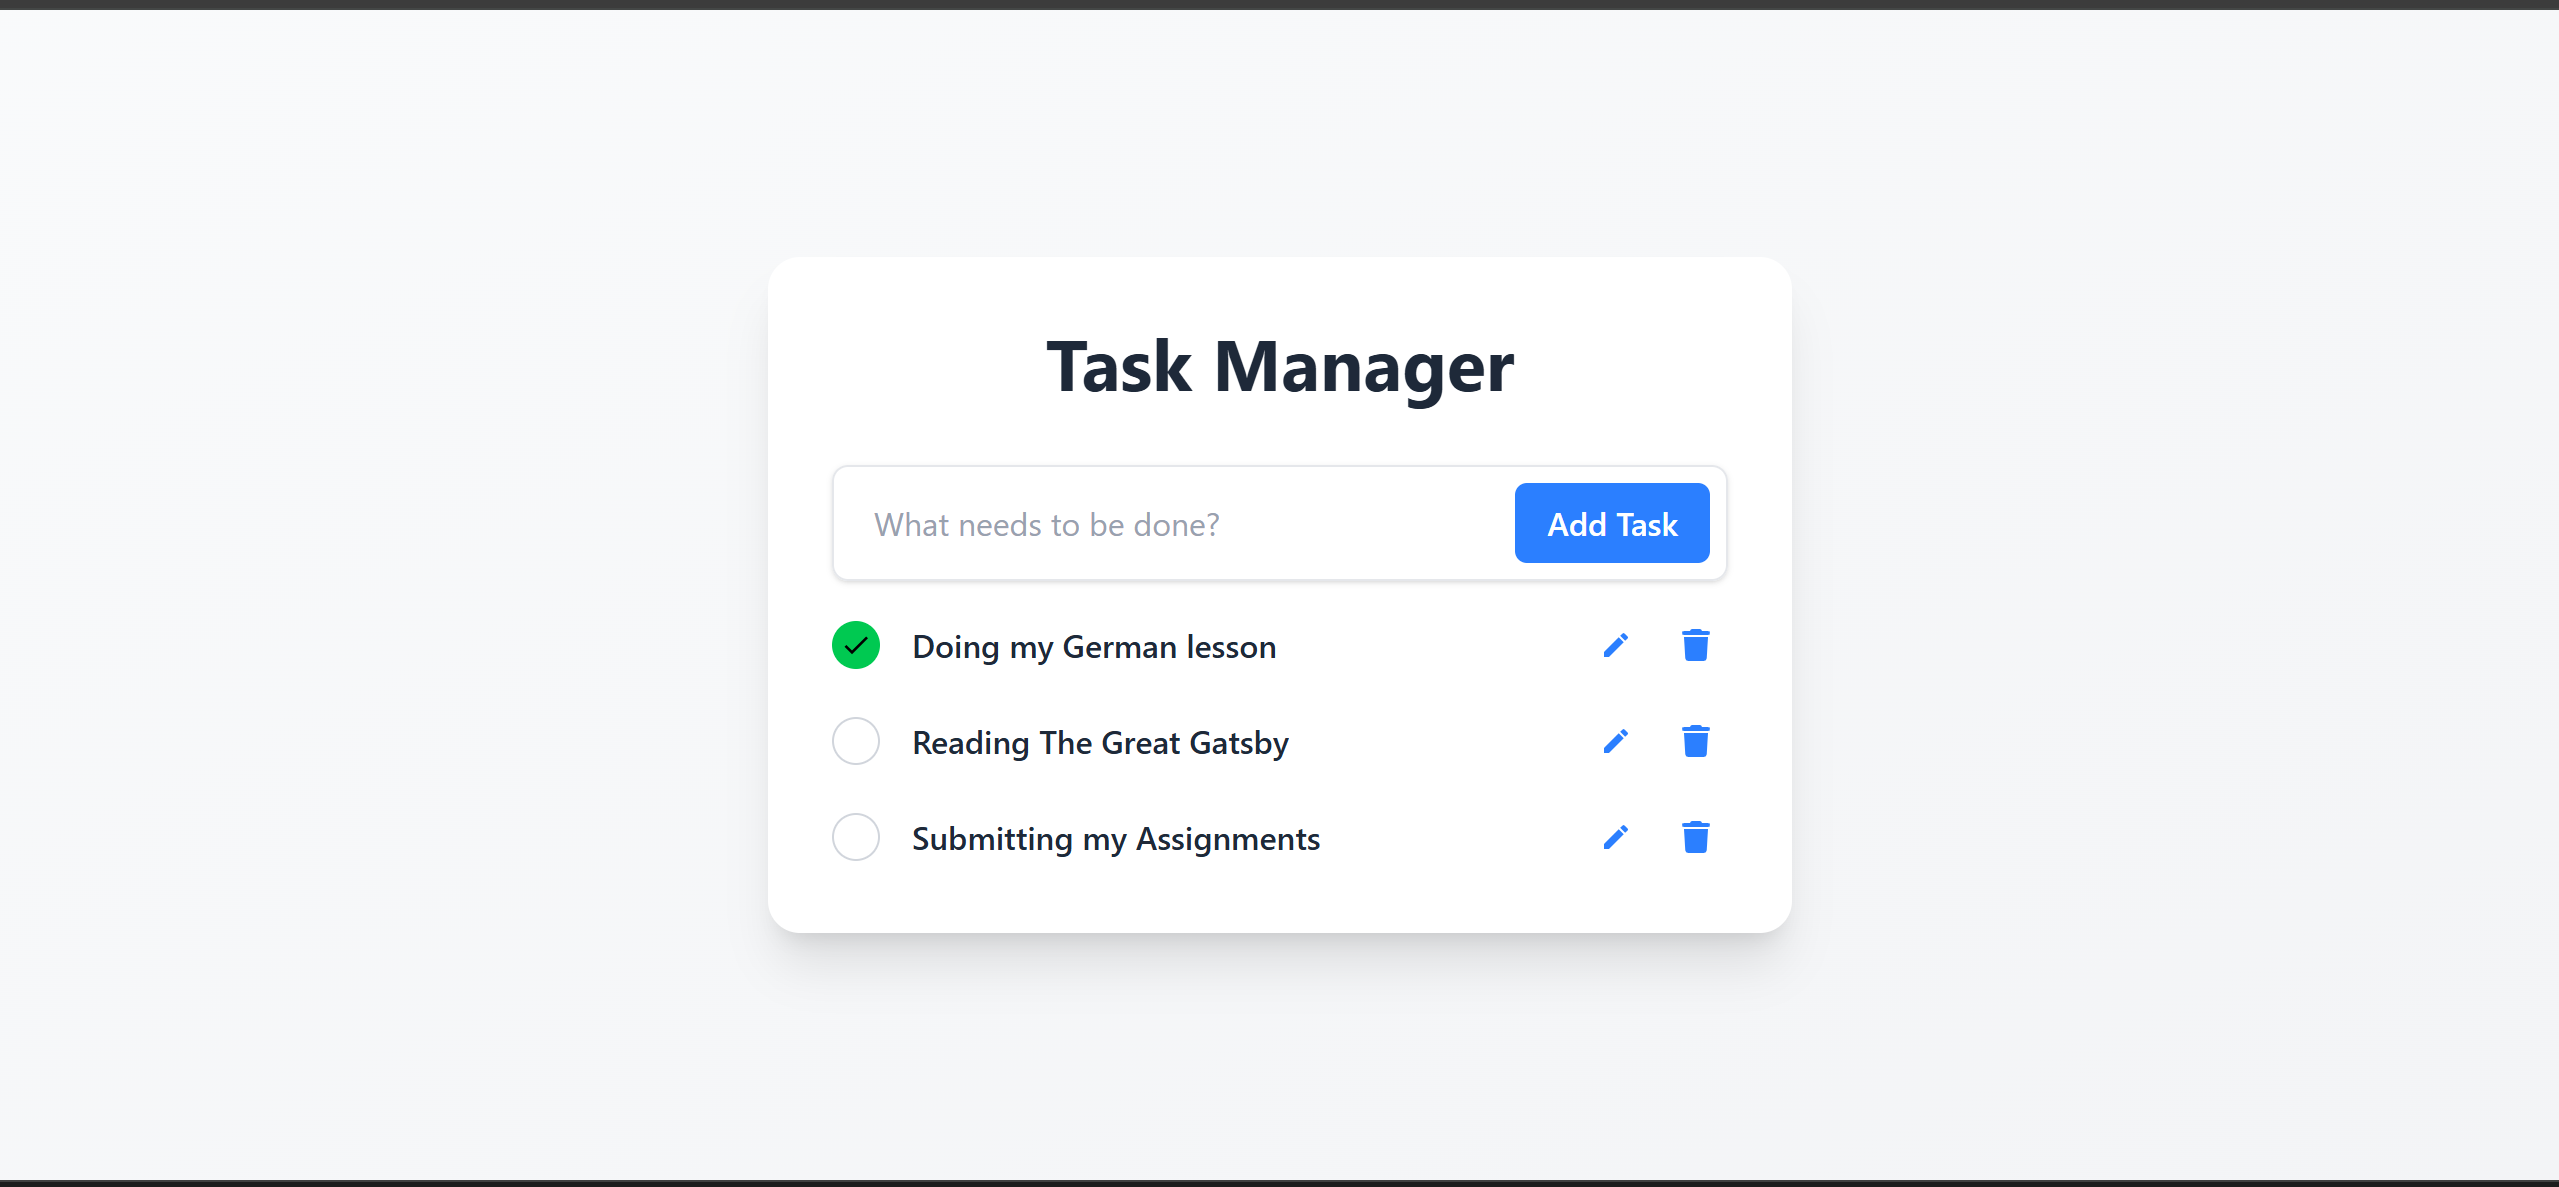 Task Manager
What needs to be done?
Add Task
Doing my German lesson
Reading The Great Gatsby
Submitting my Assignments